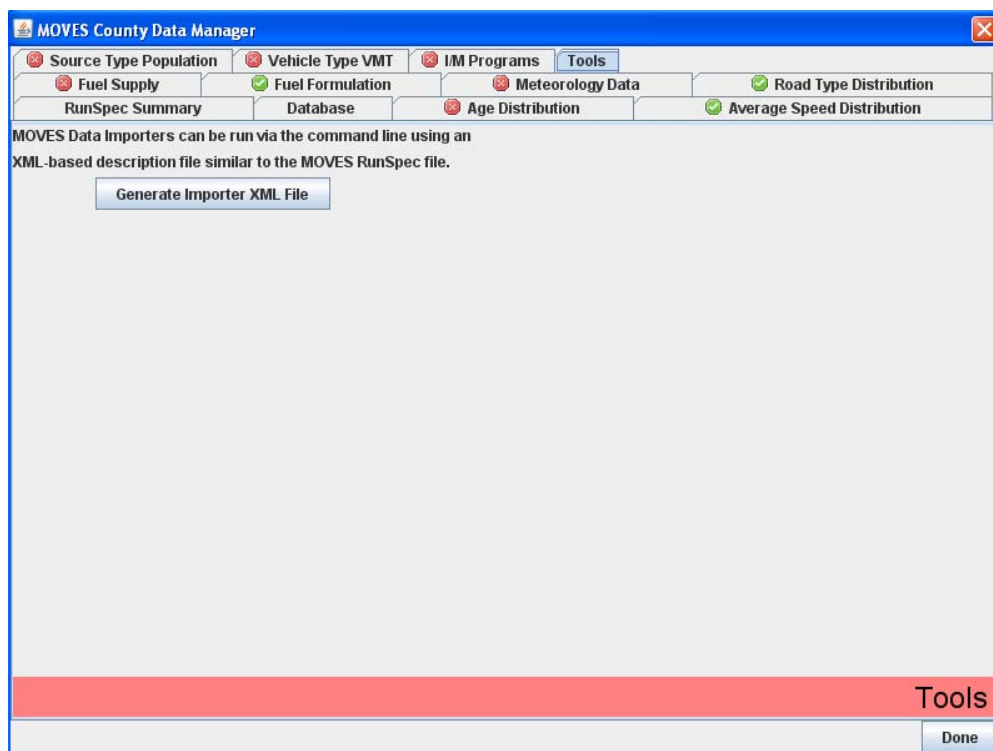 MOVES County Data Manager
Source Type Population Vehicle Type VMT I/M Programs Tools
Fuel Supply Fuel Formulation Meteorology Data Road Type Distribution
RunSpec Summary Database Age Distribution Average Speed Distribution
MOVES Data Importers can be run via the command line using an
XML-based description file similar to the MOVES RunSpec file.
Generate Importer XML File
Tools
Done